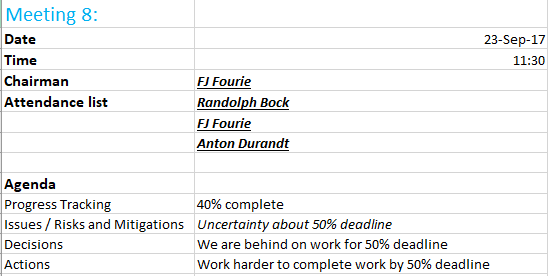 Meeting 8:
Date 23-Sep-17
Time 11:30
Chairman FJ Fourie
Attendance list Randolph Bock
FJ Fourie
Anton Durandt
Agenda
Progress Tracking 40% complete
Issues / Risks and Mitigations Uncertainty about 50% deadline
Decisions We are behind on work for 50% deadline
Actions Work harder to complete work by 50% deadline